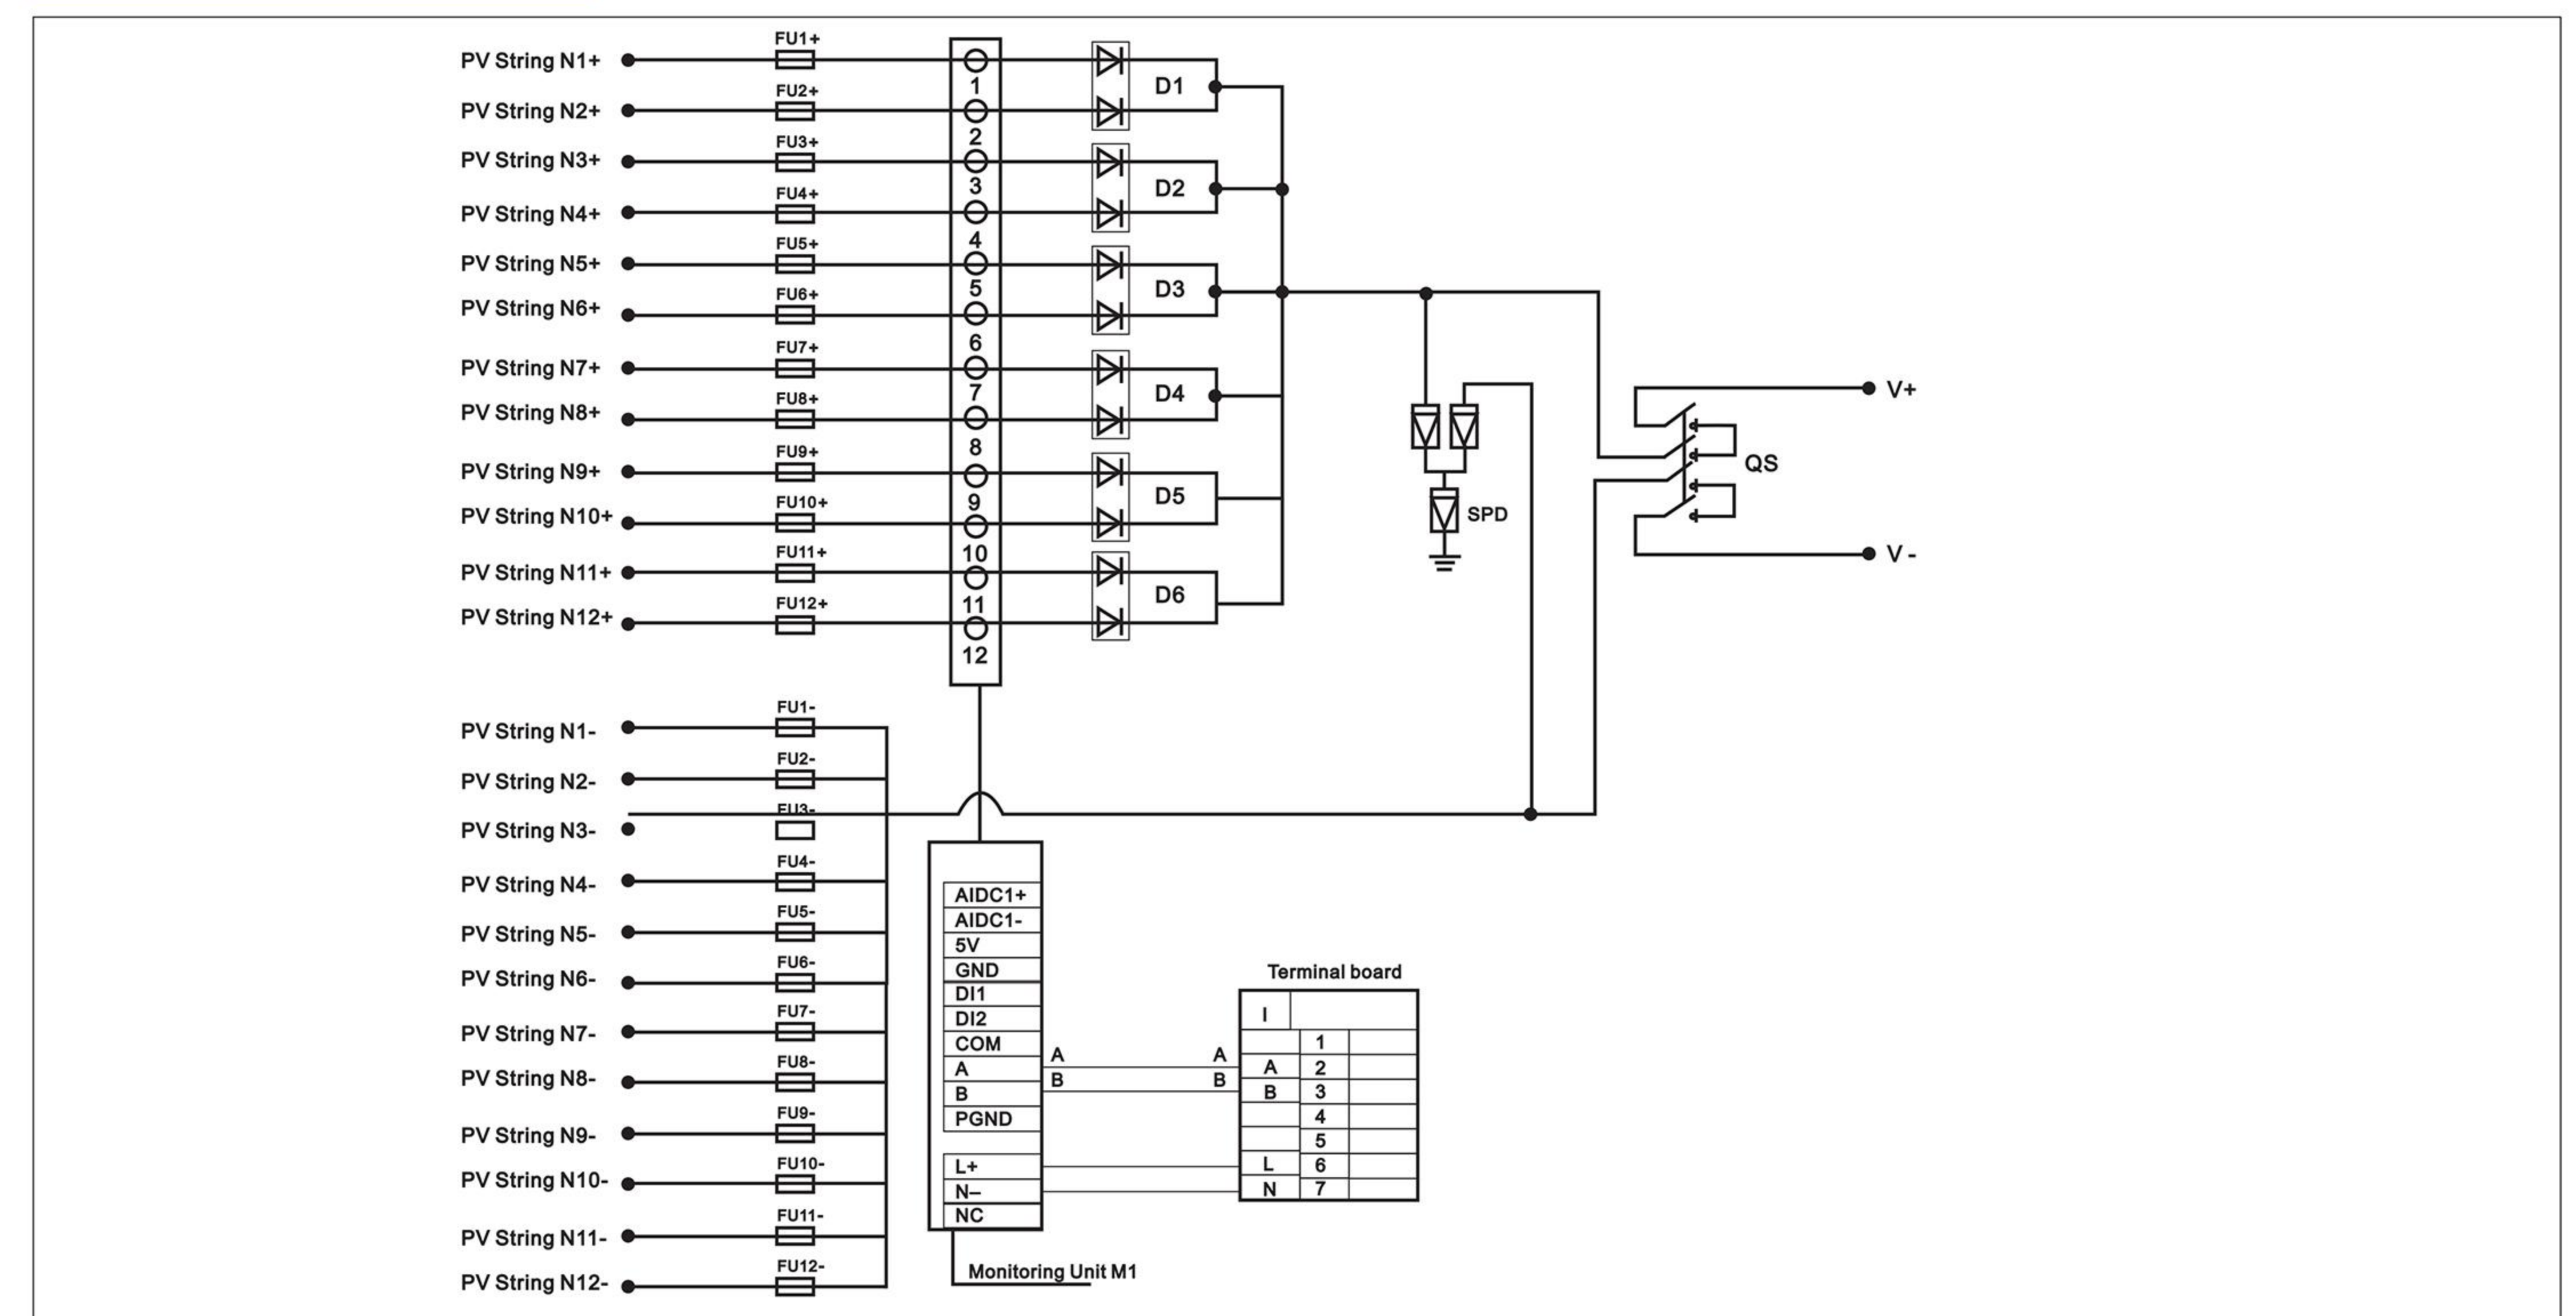 FU1+
PV String N1+
1
D1
FU2+
PV String N2+
2
FU3+
PV String N3+
3
D2
FU4+
PV String N4+
4
FU5+
PV String N5+
5
D3
FU6+
PV String N6+
6
FU7+
PV String N7+
7
D4
FU8+
PV String N8+
8
FU9+
PV String N9+
9
D5
FU10+
PV String N10+
10
FU11+
PV String N11+
11
D6
FU12+
PV String N12+
12
V+
QS
SPD
V -
FU1-
PV String N1-
FU2-
PV String N2-
FU3-
PV String N3-
FU4-
PV String N4-
FU5-
PV String N5-
FU6-
PV String N6-
FU7-
PV String N7-
FU8-
PV String N8-
FU9-
PV String N9-
FU10-
PV String N10-
FU11-
PV String N11-
FU12-
PV String N12-
AIDC1+
AIDC1-
5V
GND
DI1
DI2
COM
A
B
PGND
L+
N–
NC
A A
B B
Terminal board
I
1
A 2
B 3
4
5
L 6
N 7
Monitoring Unit M1